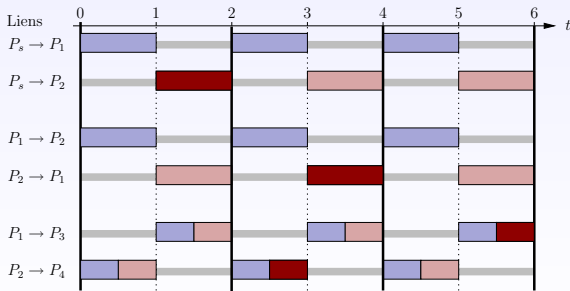 0 1 2 3 4 5 6
Liens
t
P_s → P_1
P_s → P_2
P_1 → P_2
P_2 → P_1
P_1 → P_3
P_2 → P_4